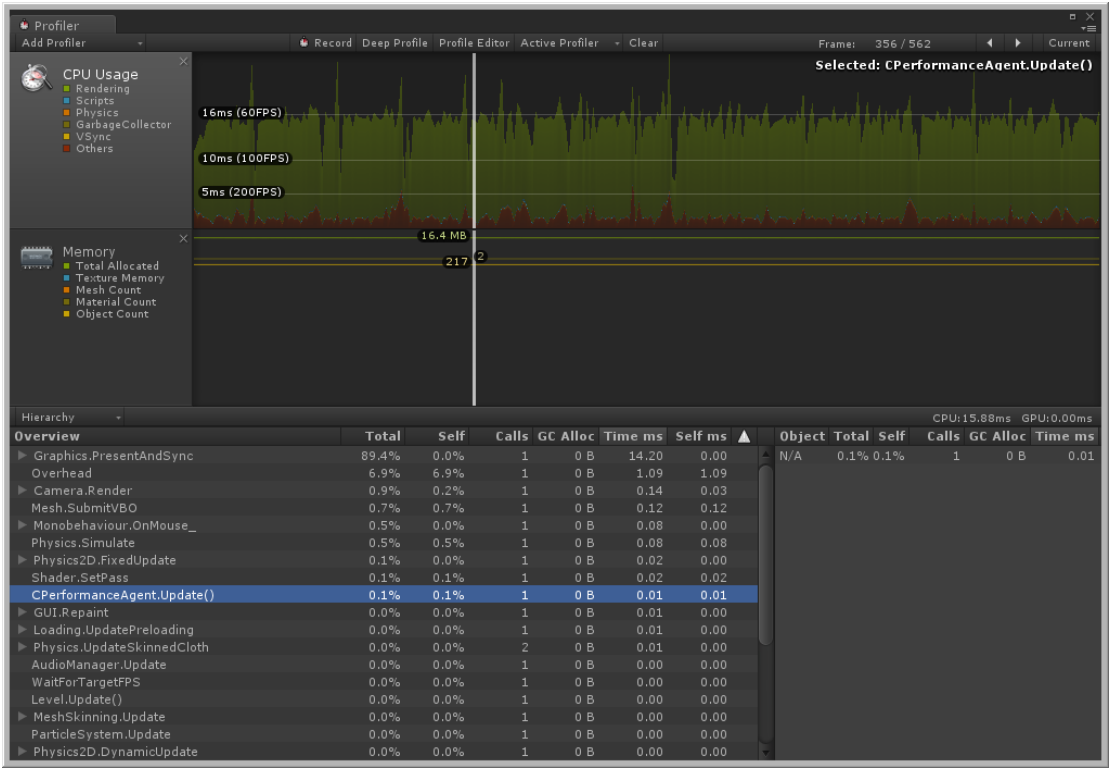 Profiler
Add Profiler Record Deep Profile Profile Editor Active Profiler Clear Frame: 356 / 562 Current
CPU Usage
Rendering
Scripts
Physics
GarbageCollector
VSync
Others
Selected: CPerformanceAgent.Update()
16ms (60FPS)
10ms (100FPS)
5ms (200FPS)
Memory
Total Allocated
Texture Memory
Mesh Count
Material Count
Object Count
16.4 MB
217 2
Hierarchy CPU:15.88ms GPU:0.00ms
Overview Total Self Calls GC Alloc Time ms Self ms Object Total Self Calls GC Alloc Time ms
Graphics.PresentAndSync 89.4% 0.0% 1 0 B 14.20 0.00 N/A 0.1% 0.1% 1 0 B 0.01
Overhead 6.9% 6.9% 1 0 B 1.09 1.09
Camera.Render 0.9% 0.2% 1 0 B 0.14 0.03
Mesh.SubmitVBO 0.7% 0.7% 1 0 B 0.12 0.12
Monobehaviour.OnMouse_ 0.5% 0.0% 1 0 B 0.08 0.00
Physics.Simulate 0.5% 0.5% 1 0 B 0.08 0.08
Physics2D.FixedUpdate 0.1% 0.0% 1 0 B 0.02 0.00
Shader.SetPass 0.1% 0.1% 1 0 B 0.02 0.02
CPerformanceAgent.Update() 0.1% 0.1% 1 0 B 0.01 0.01
GUI.Repaint 0.0% 0.0% 1 0 B 0.01 0.00
Loading.UpdatePreloading 0.0% 0.0% 1 0 B 0.01 0.00
Physics.UpdateSkinnedCloth 0.0% 0.0% 2 0 B 0.01 0.00
AudioManager.Update 0.0% 0.0% 1 0 B 0.00 0.00
WaitForTargetFPS 0.0% 0.0% 1 0 B 0.00 0.00
Level.Update() 0.0% 0.0% 1 0 B 0.00 0.00
MeshSkinning.Update 0.0% 0.0% 1 0 B 0.00 0.00
ParticleSystem.Update 0.0% 0.0% 1 0 B 0.00 0.00
Physics2D.DynamicUpdate 0.0% 0.0% 1 0 B 0.00 0.00